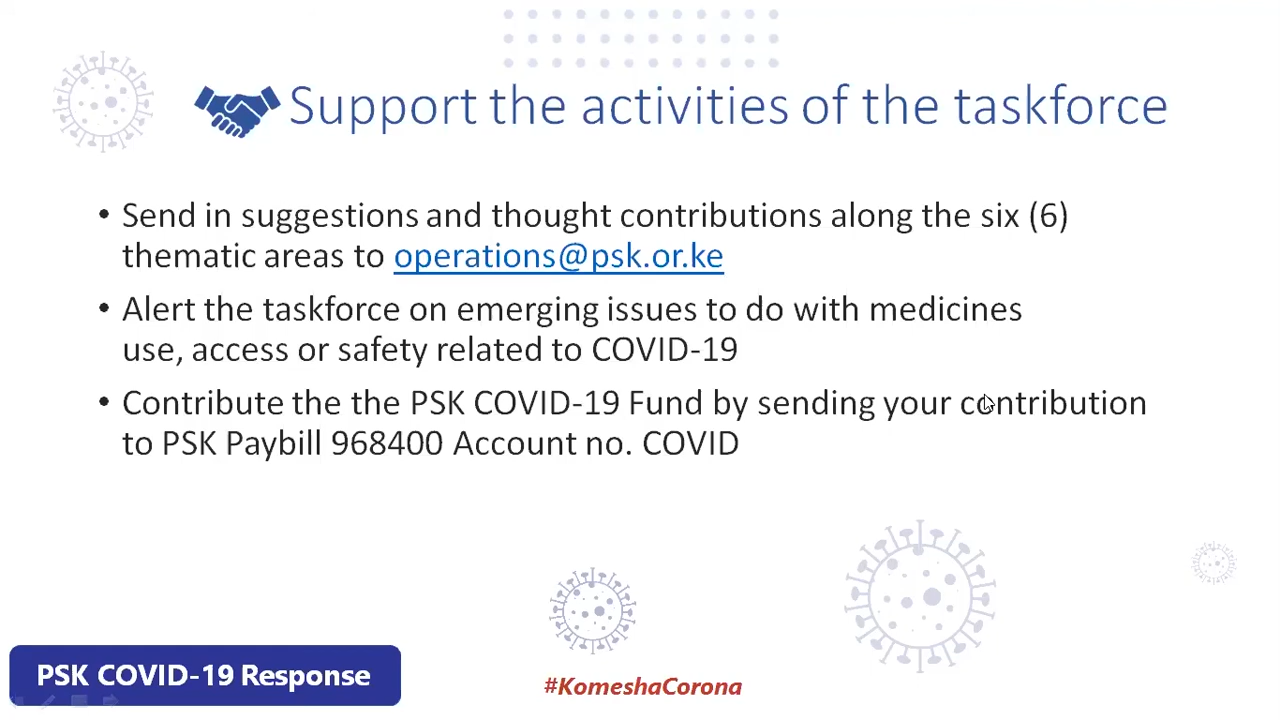 Support the activities of the taskforce
• Send in suggestions and thought contributions along the six (6)
thematic areas to operations@psk.or.ke
• Alert the taskforce on emerging issues to do with medicines
use, access or safety related to COVID-19
• Contribute the the PSK COVID-19 Fund by sending your contribution
to PSK Paybill 968400 Account no. COVID
PSK COVID-19 Response
#KomeshaCorona